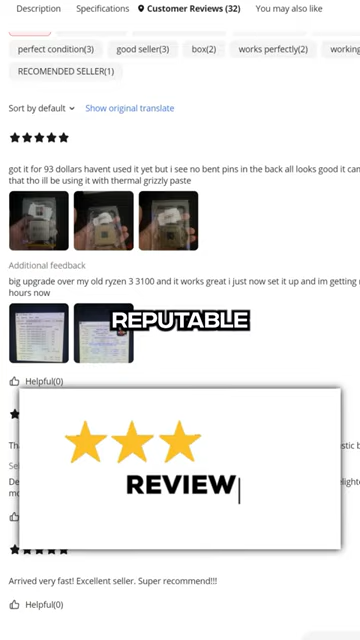 Description Specifications Customer Reviews (32) You may also like
perfect condition(3) good seller(3) box(2) works perfectly(2) working
RECOMENDED SELLER(1)
Sort by default Show original translate
got it for 93 dollars havent used it yet but i see no bent pins in the back all looks good it
that tho ill be using it with thermal grizzly paste
Additional feedback
big upgrade over my old ryzen 3 3100 and it works great i just now set it up and im getting
hours now
REPUTABLE
Helpful(0)
REVIEW
Arrived very fast! Excellent seller. Super recommend!!!
Helpful(0)